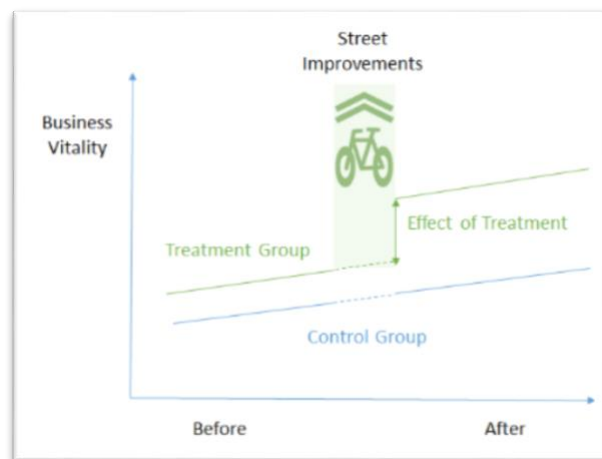 Street
Improvements
Business
Vitality
Effect of Treatment
Treatment Group
Control Group
Before
After